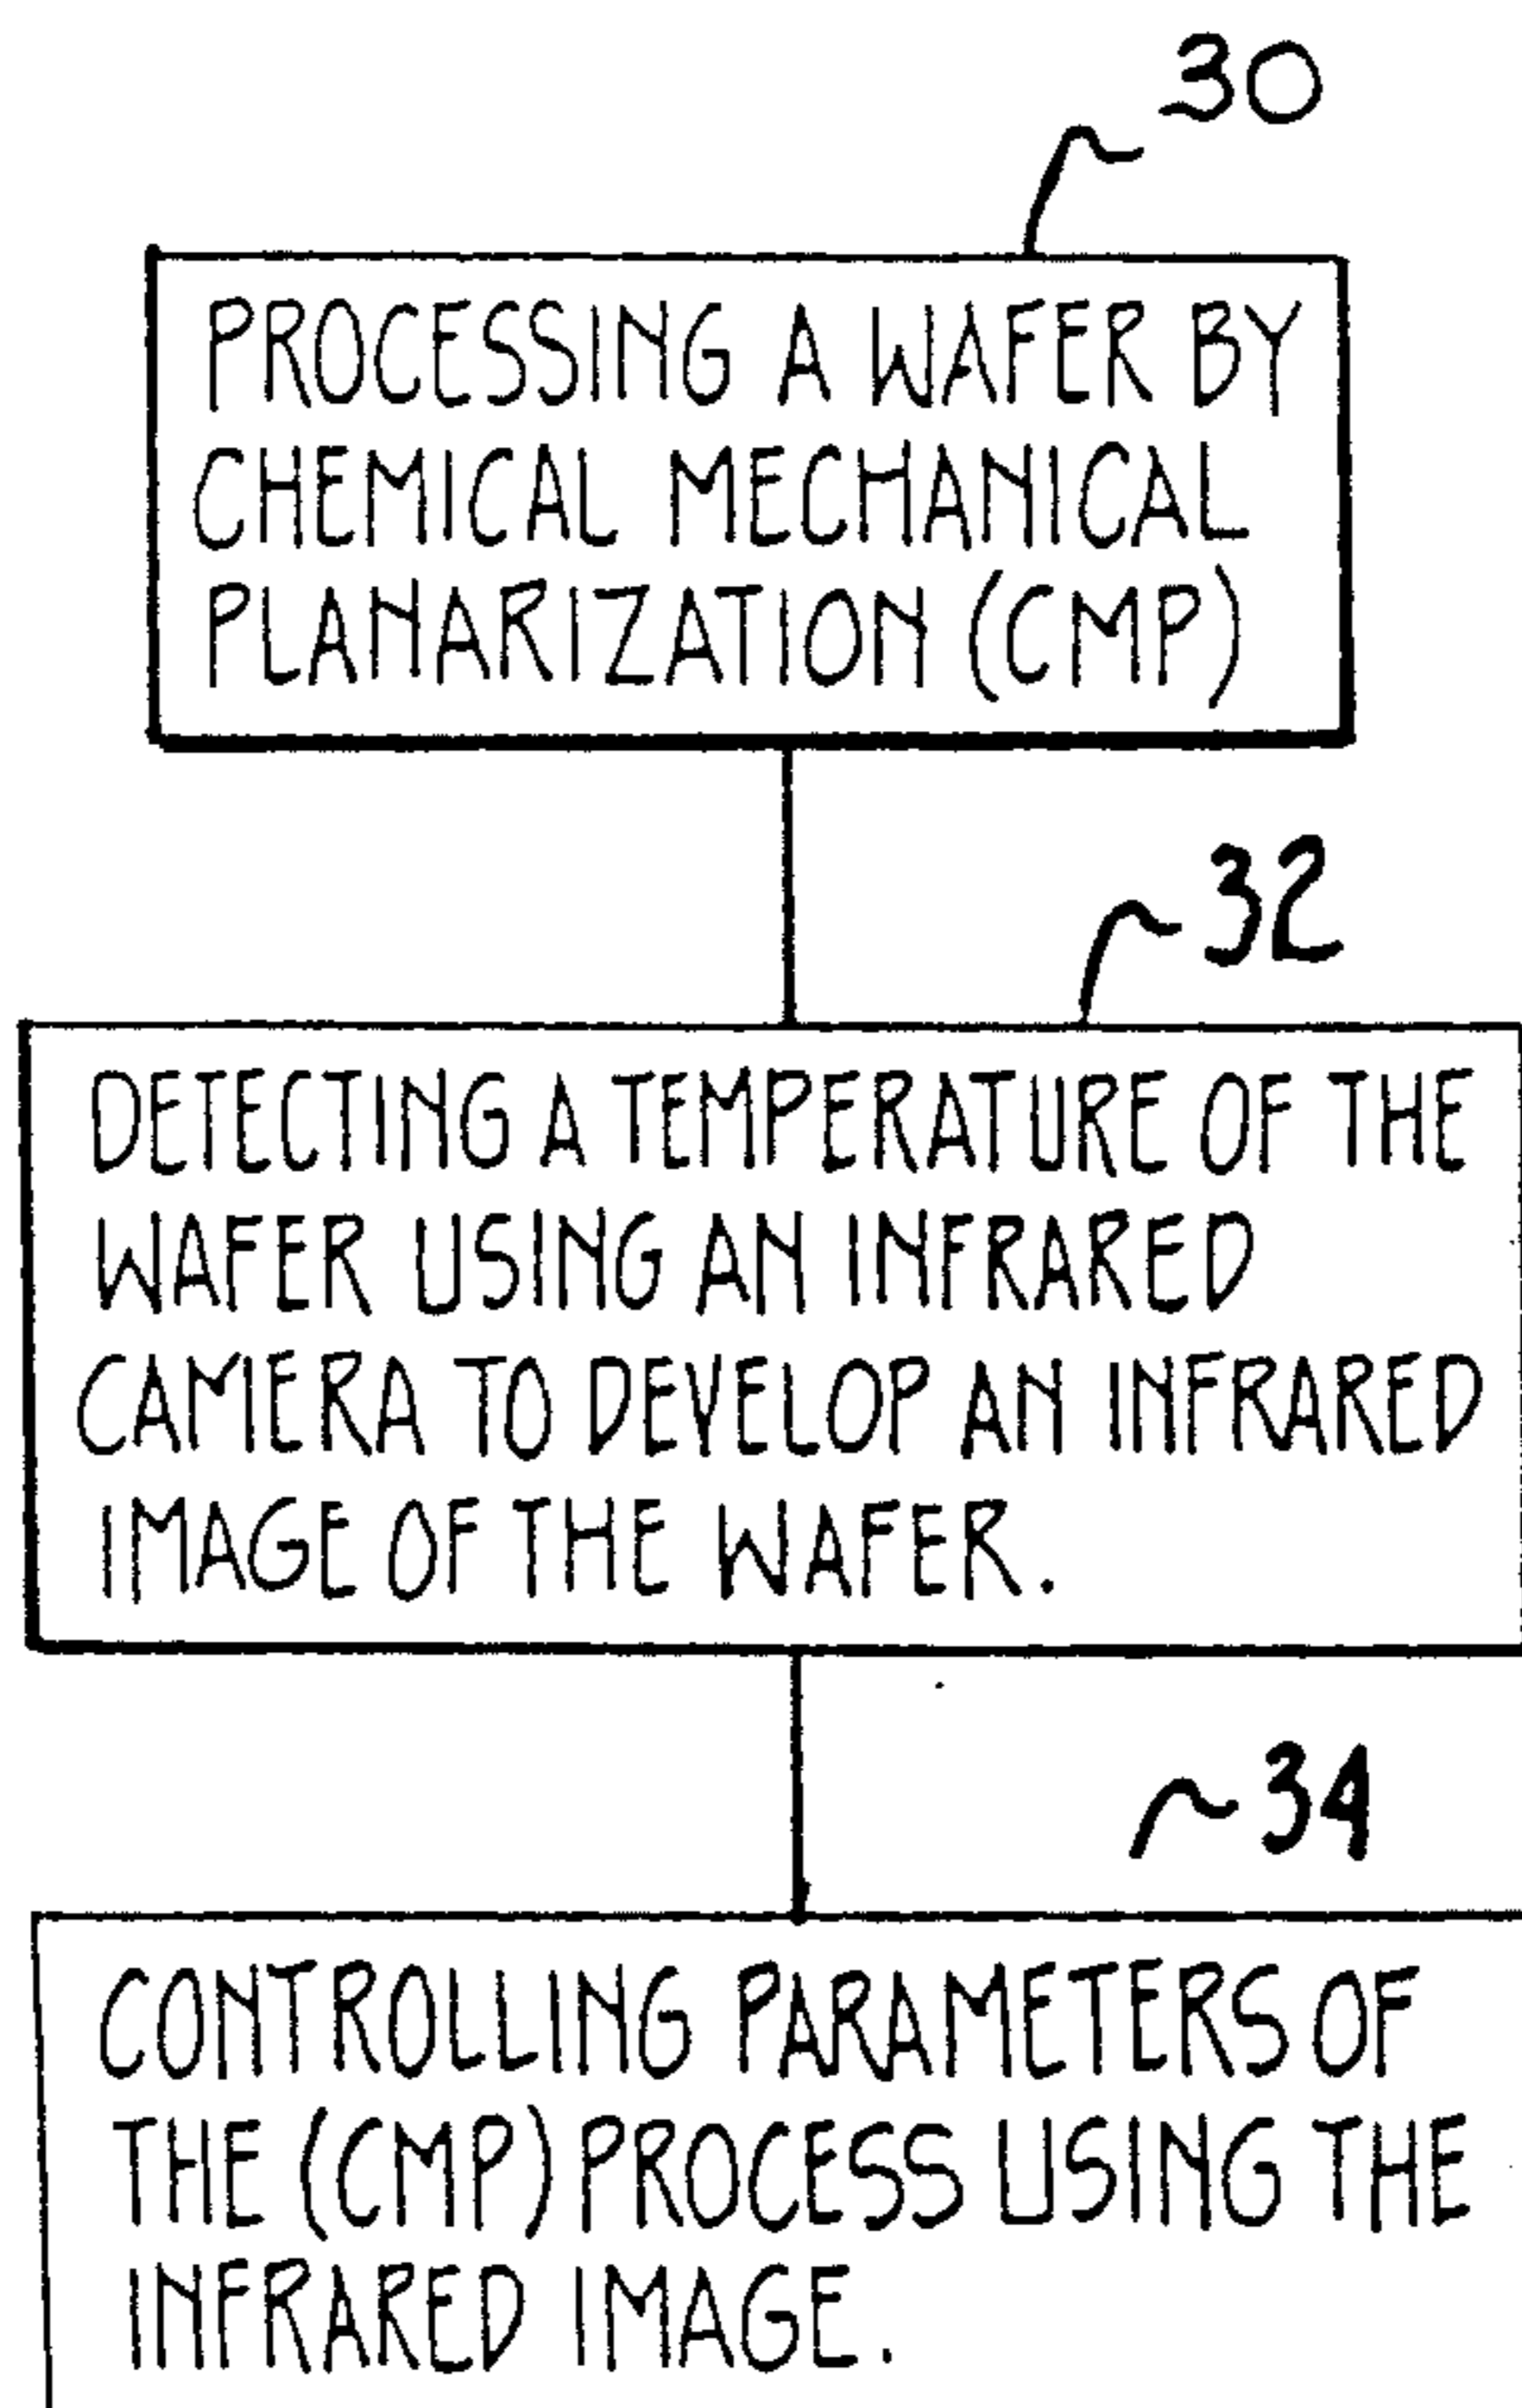 30
PROCESSING A WAFER BY
CHEMICAL MECHANICAL
PLANARIZATION (CMP)
32
DETECTING A TEMPERATURE OF THE
WAFER USING AN INFRARED
CAMERA TO DEVELOP AN INFRARED
IMAGE OF THE WAFER.
34
CONTROLLING PARAMETERS OF
THE (CMP) PROCESS USING THE
INFRARED IMAGE.